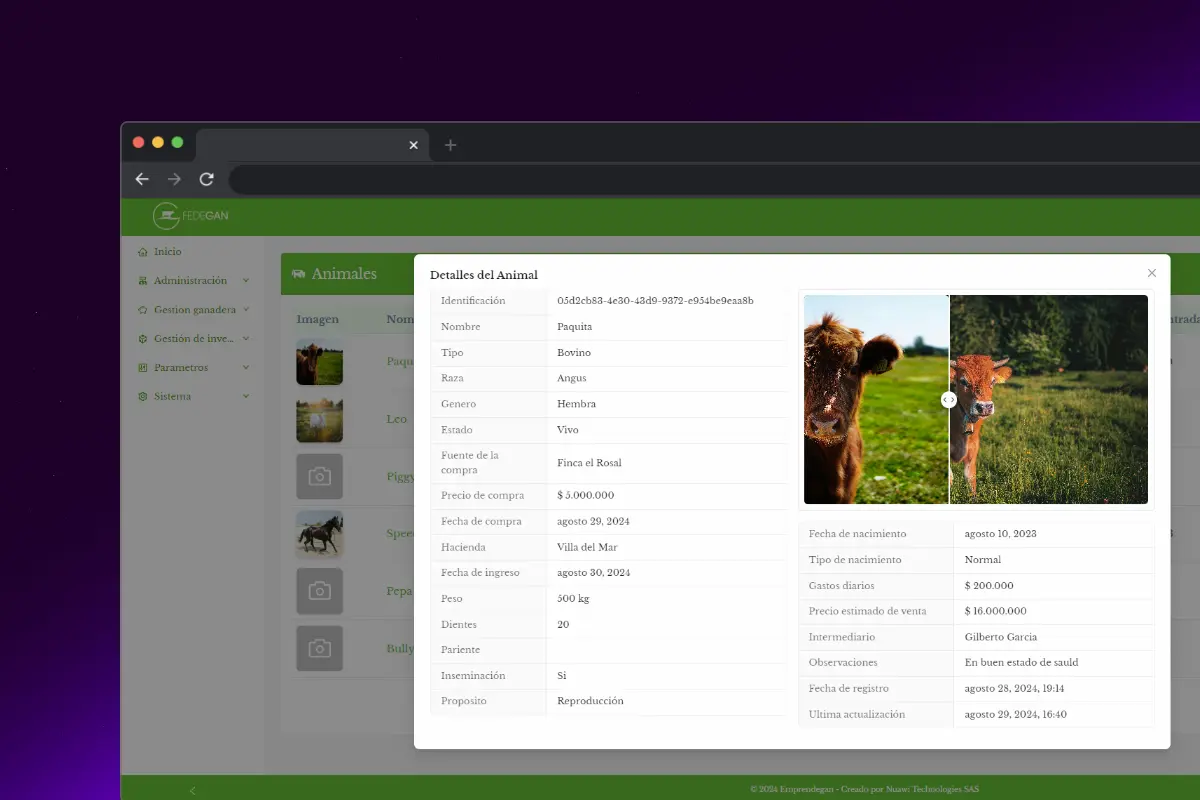 FEDEGAN
Inicio
Administración
Gestion ganadera
Gestión de inve...
Parametros
Sistema
Animales
Imagen
Nom
Paqu
Leo
Piggy
Spee
Pepa
Bully
ntrada
Detalles del Animal
Identificación 05d2cb83-4e30-43d9-9372-e954be9eaa8b
Nombre Paquita
Tipo Bovino
Raza Angus
Genero Hembra
Estado Vivo
Fuente de la
compra Finca el Rosal
Precio de compra $ 5.000.000
Fecha de compra agosto 29, 2024
Hacienda Villa del Mar
Fecha de ingreso agosto 30, 2024
Peso 500 kg
Dientes 20
Pariente
Inseminación Si
Proposito Reproducción
Fecha de nacimiento agosto 10, 2023
Tipo de nacimiento Normal
Gastos diarios $ 200.000
Precio estimado de venta $ 16.000.000
Intermediario Gilberto Garcia
Observaciones En buen estado de sauld
Fecha de registro agosto 28, 2024, 19:14
Ultima actualización agosto 29, 2024, 16:40
© 2024 Emprendegan - Creado por Nuawi Technologies SAS